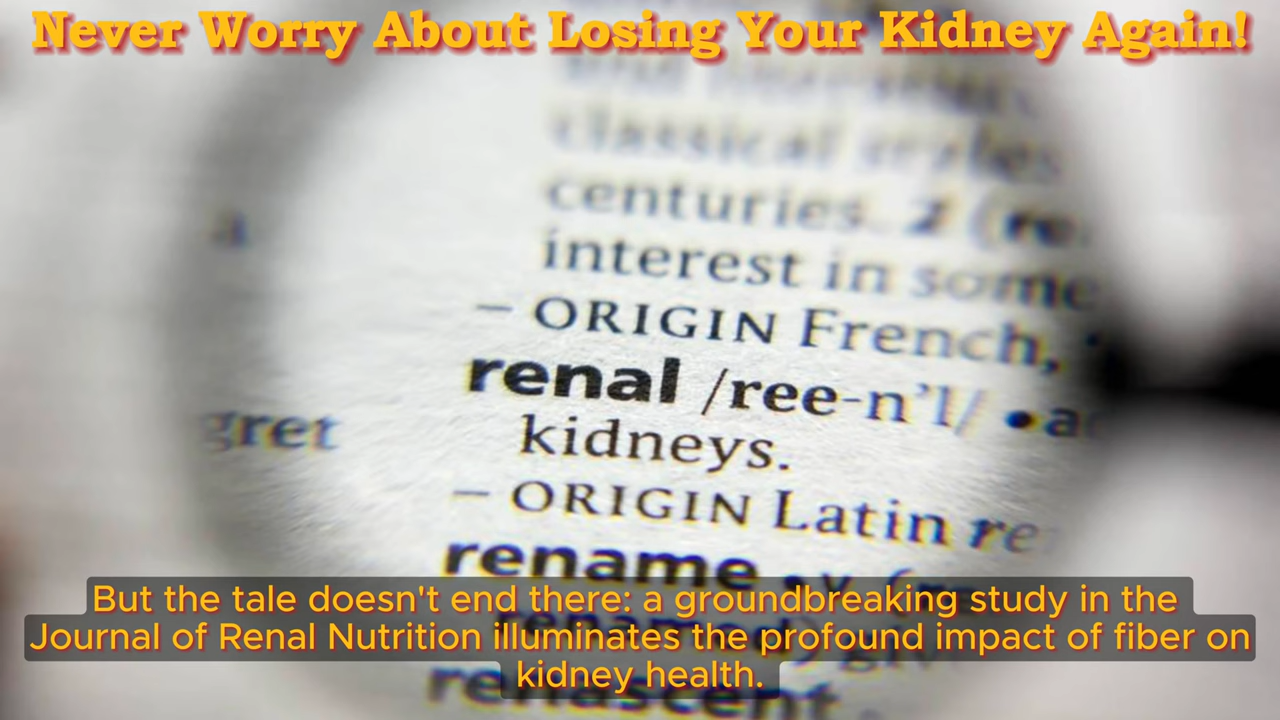 Never Worry About Losing Your Kidney Again!
classical styles
centuries. 2 (re
a
interest in some
– ORIGIN French,
renal /ree-n'l/ •a
gret
kidneys.
– ORIGIN Latin re
rename
But the tale doesn't end there: a groundbreaking study in the
Journal of Renal Nutrition illuminates the profound impact of fiber on
kidney health.
renascent.